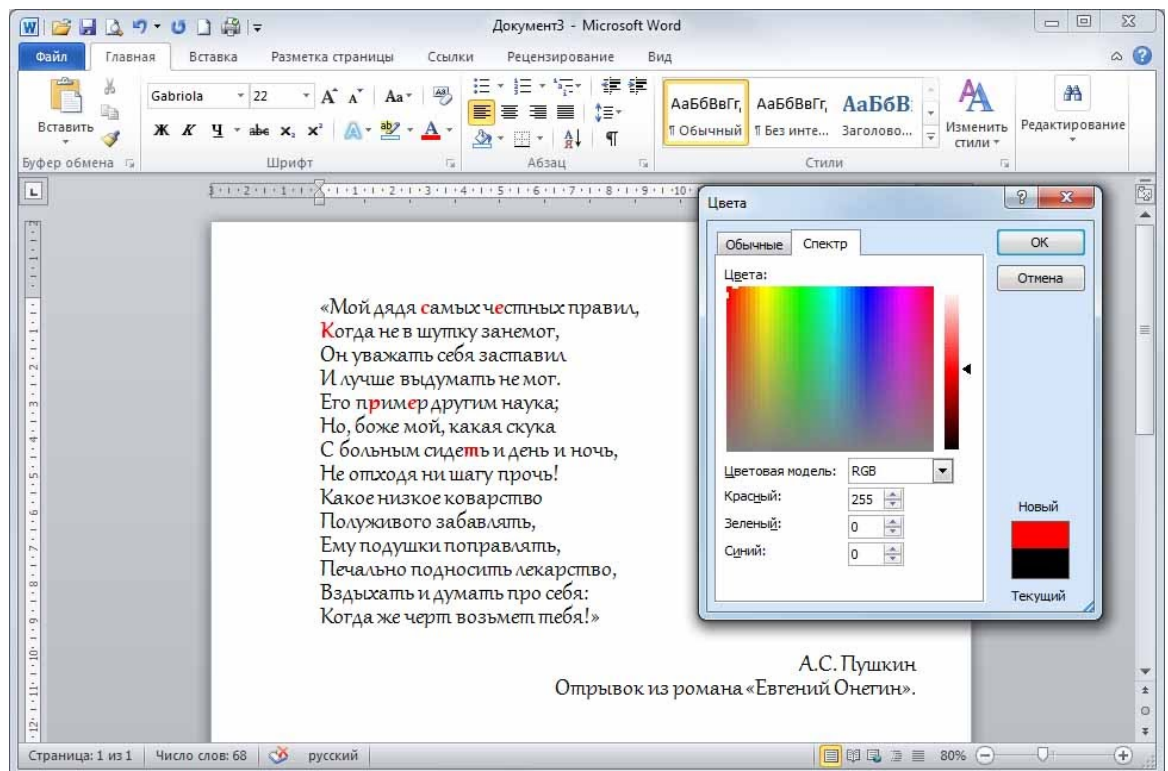 Документ3 - Microsoft Word
Файл Главная Вставка Разметка страницы Ссылки Рецензирование Вид
Вставить
Буфер обмена
Gabriola 22
Ж К Ч abc x₂ x²
Шрифт
Абзац
АаБбВвГг, АаБбВвГг, АаБбВ
¶ Обычный ¶ Без инте... Заголово...
Стили
Изменить стили
Редактирование
«Мой дядя самых честных правил,
Когда не в шутку занемог,
Он уважать себя заставил
И лучше выдумать не мог.
Его пример другим наука;
Но, боже мой, какая скука
С больным сидеть и день и ночь,
Не отходя ни шагу прочь!
Какое низкое коварство
Полуживого забавлять,
Ему подушки поправлять,
Печально подносить лекарство,
Вздыхать и думать про себя:
Когда же черт возьмет тебя!»
А.С. Пушкин
Отрывок из романа «Евгений Онегин».
Цвета
Обычные Спектр
ОК
Отмена
Цвета:
Цветовая модель: RGB
Красный: 255
Зеленый: 0
Синий: 0
Новый
Текущий
Страница: 1 из 1 Число слов: 68 русский 80%